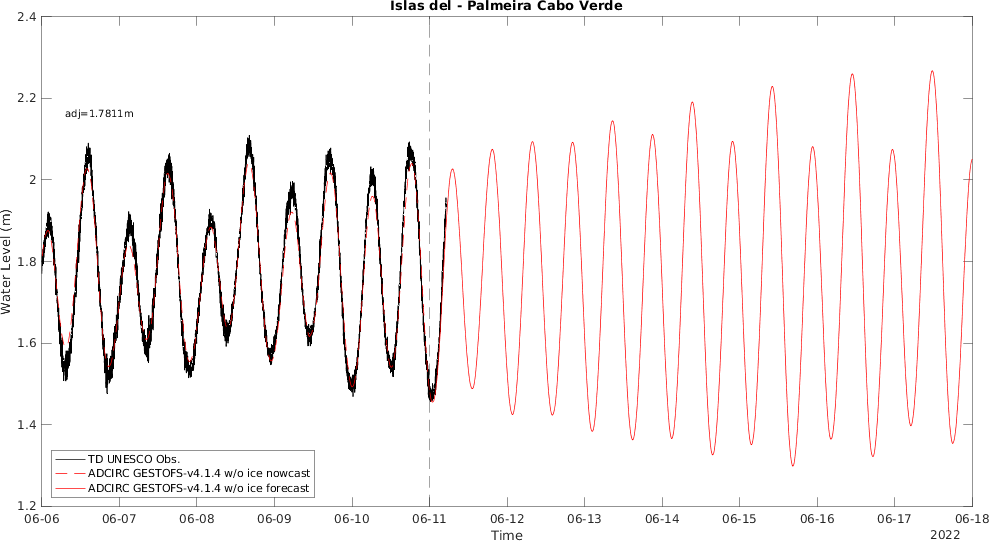 Islas del - Palmeira Cabo Verde
2.4
2.2
2
1.8
1.6
1.4
1.2
Water Level (m)
adj=1.7811m
TD UNESCO Obs.
ADCIRC GESTOFS-v4.1.4 w/o ice nowcast
ADCIRC GESTOFS-v4.1.4 w/o ice forecast
06-06 06-07 06-08 06-09 06-10 06-11 06-12 06-13 06-14 06-15 06-16 06-17 06-18
Time
2022